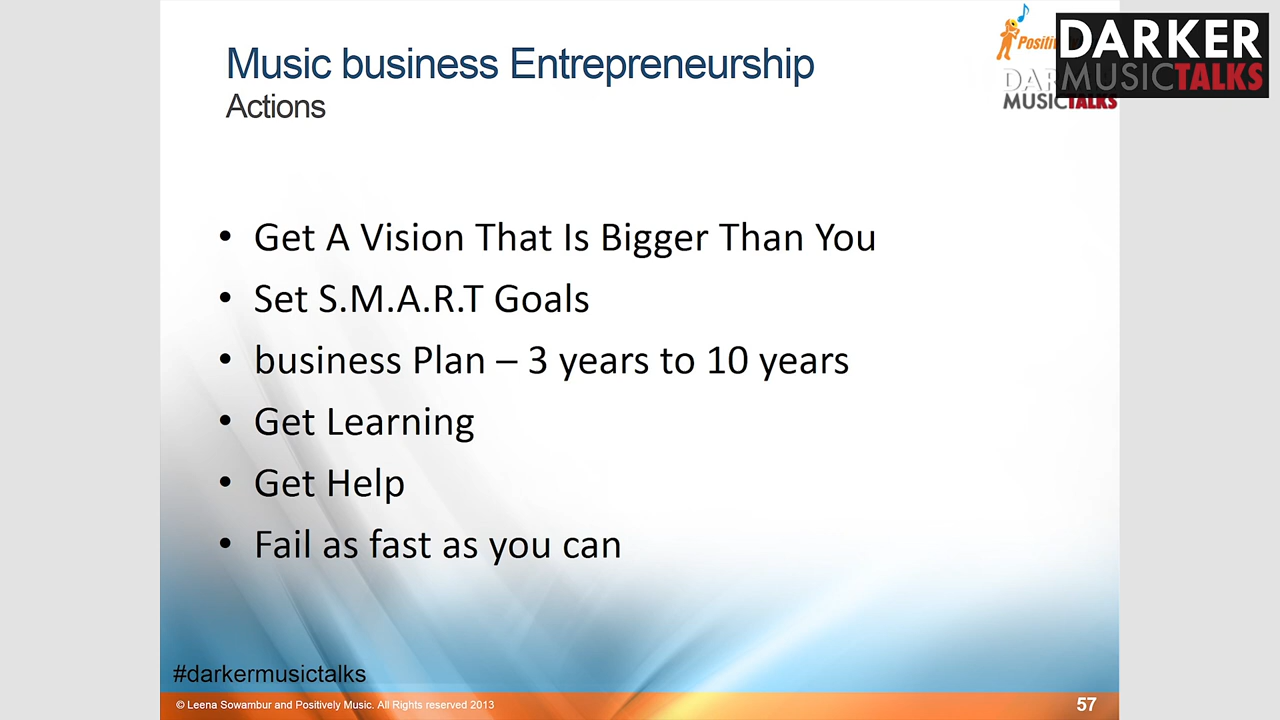 Music business Entrepreneurship
Actions
DARKER
MUSICTALKS
MUSICTALKS
• Get A Vision That Is Bigger Than You
• Set S.M.A.R.T Goals
• business Plan – 3 years to 10 years
• Get Learning
• Get Help
• Fail as fast as you can
#darkermusictalks
© Leena Sowambur and Positively Music. All Rights reserved 2013
57